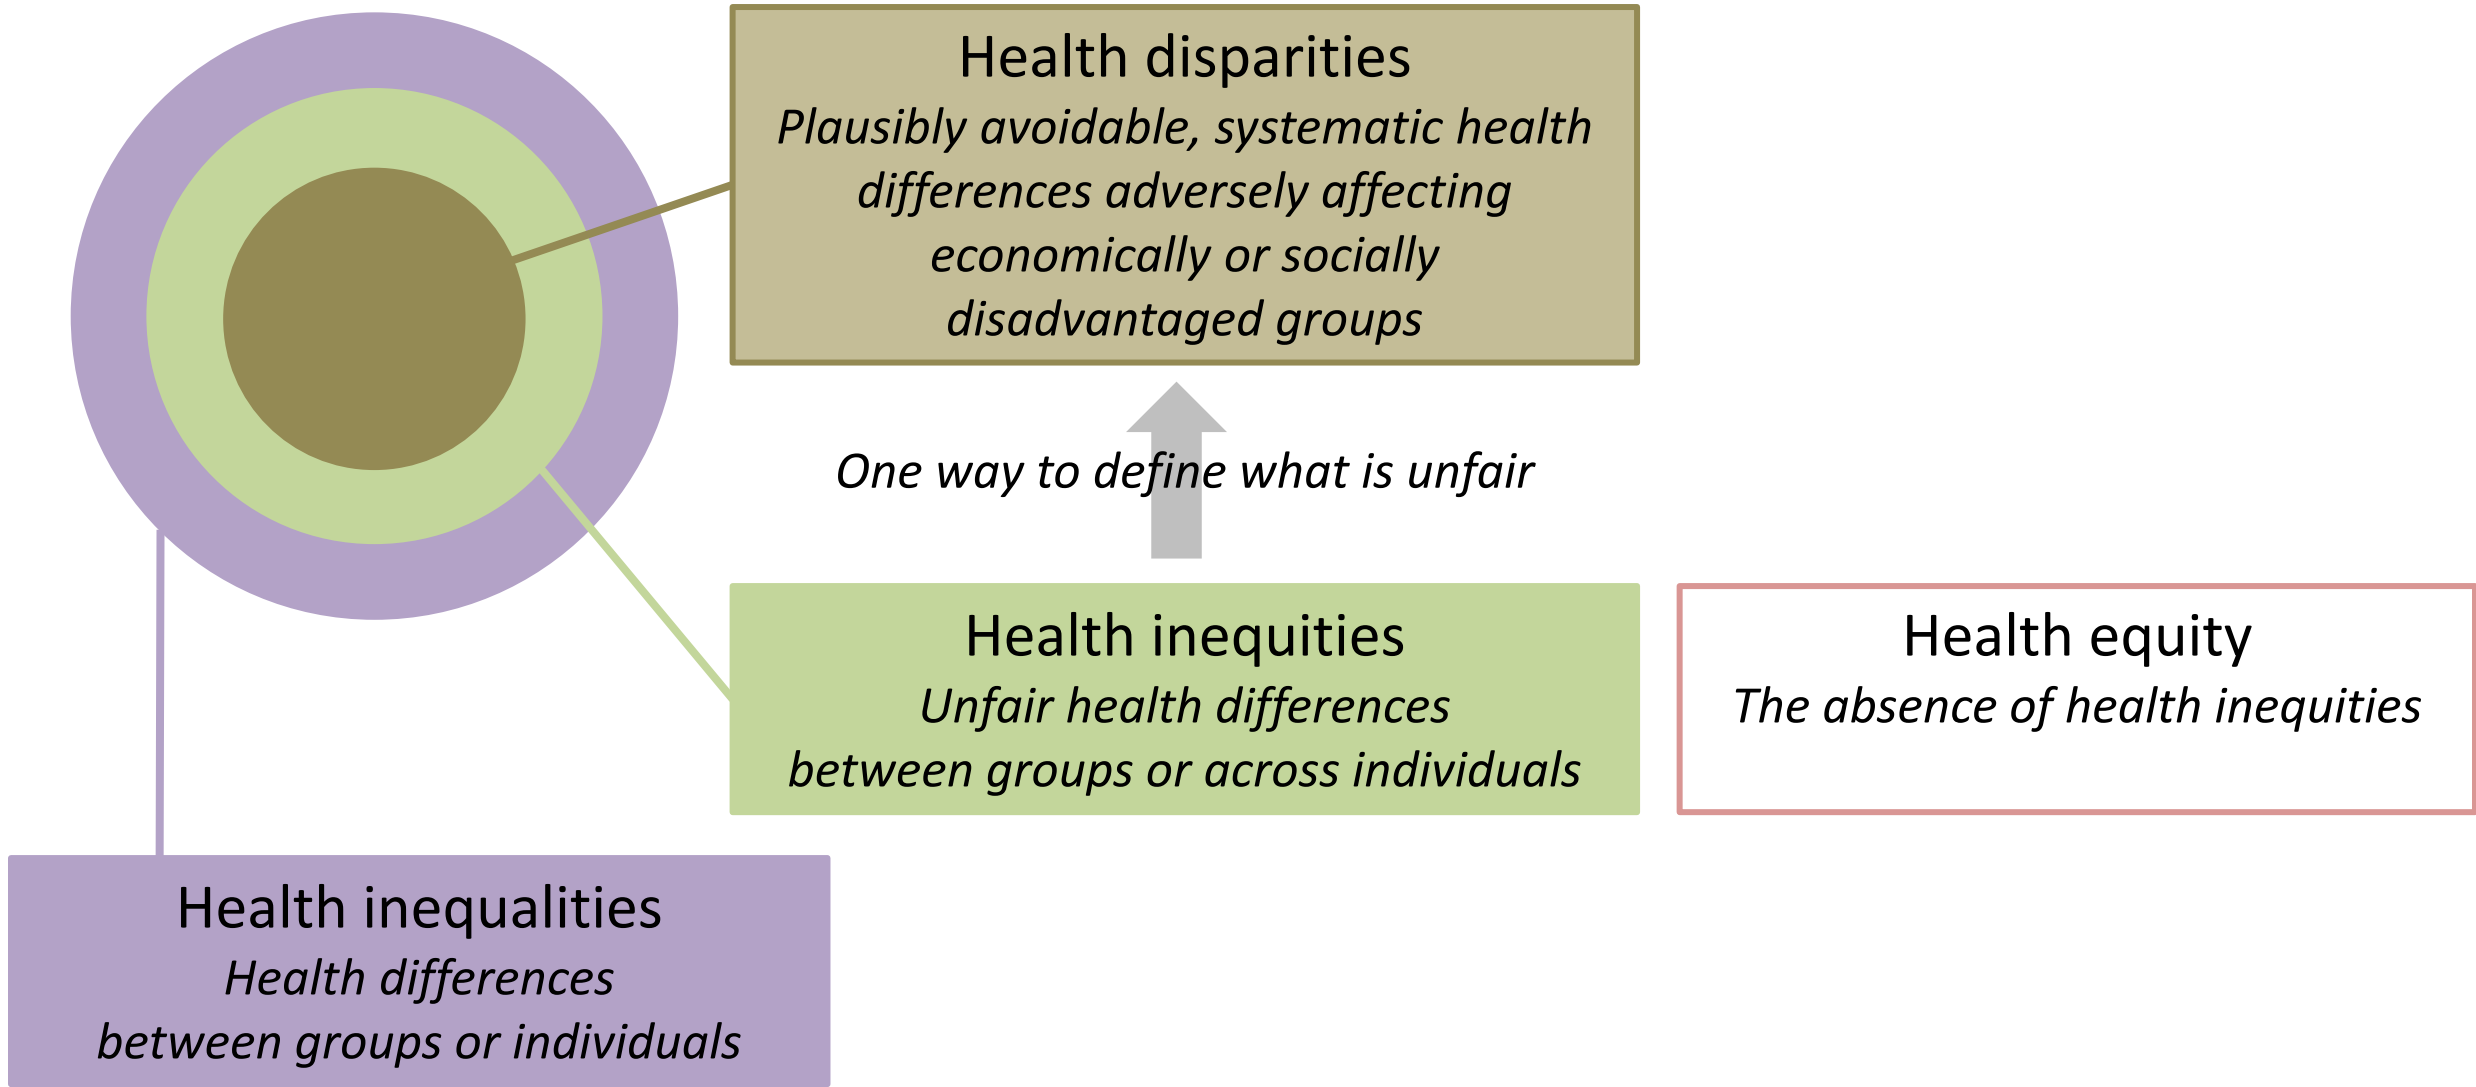 Health disparities
Plausibly avoidable, systematic health
differences adversely affecting
economically or socially
disadvantaged groups
One way to define what is unfair
Health inequities
Unfair health differences
between groups or across individuals
Health equity
The absence of health inequities
Health inequalities
Health differences
between groups or individuals